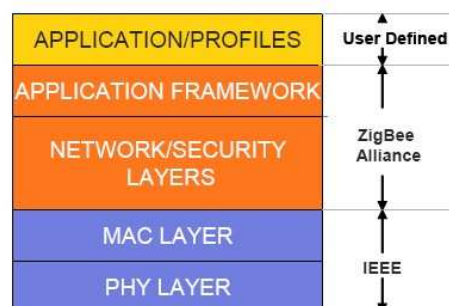 APPLICATION/PROFILES
User Defined
APPLICATION FRAMEWORK
NETWORK/SECURITY
LAYERS
ZigBee
Alliance
MAC LAYER
IEEE
PHY LAYER